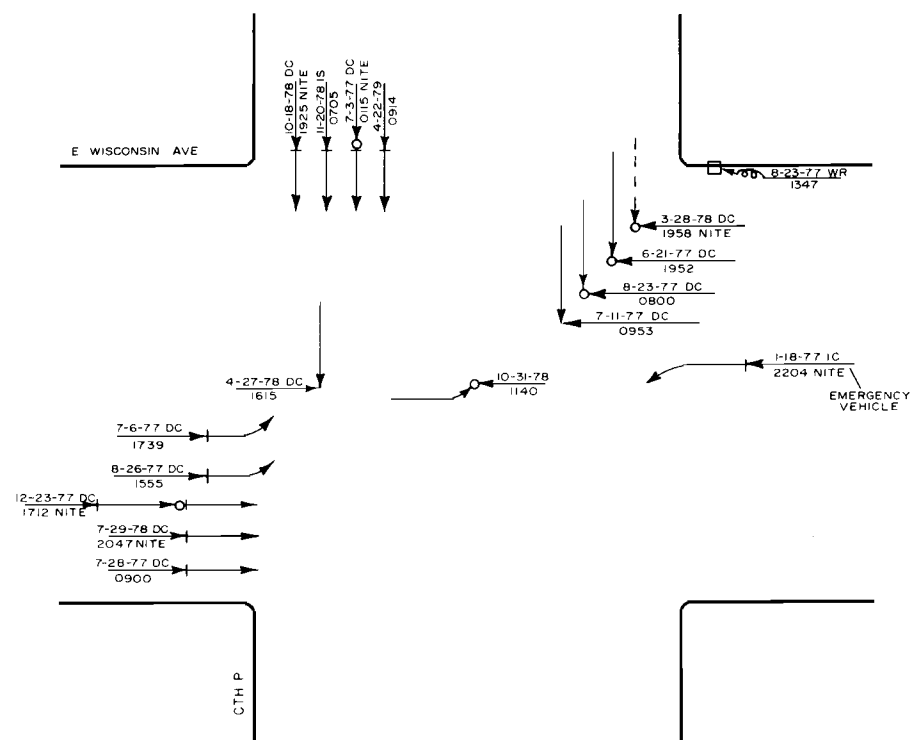 10-18-78 DC
1925 NITE
11-20-78 IS
0705
7-3-77 DC
0115 NITE
4-22-79
0914
E WISCONSIN AVE
8-23-77 WR
1347
3-28-78 DC
1958 NITE
6-21-77 DC
1952
8-23-77 DC
0800
7-11-77 DC
0953
1-18-77 IC
2204 NITE
EMERGENCY
VEHICLE
4-27-78 DC
1615
10-31-78
1140
7-6-77 DC
1739
8-26-77 DC
1555
12-23-77 DC
1712 NITE
7-29-78 DC
2047 NITE
7-28-77 DC
0900
CTH P